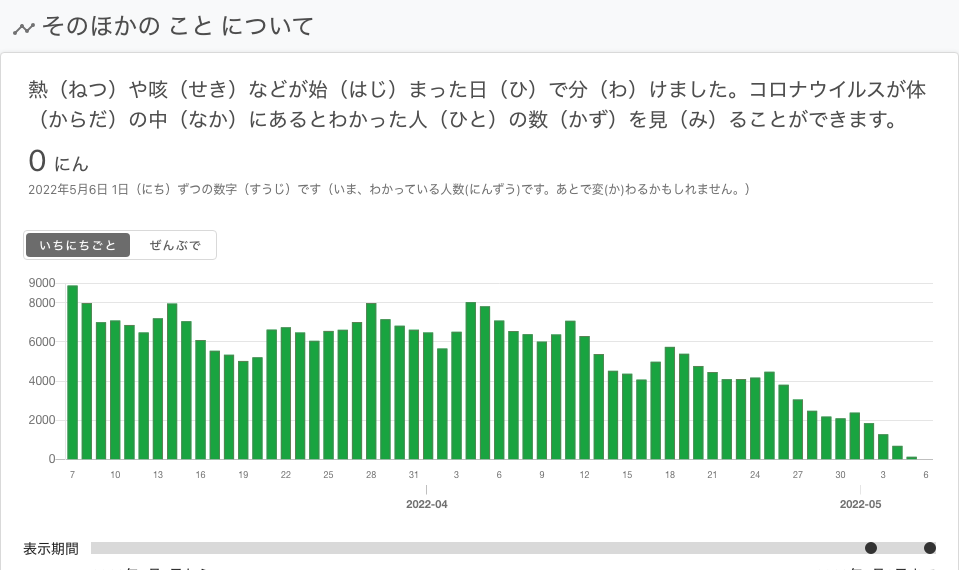 そのほかの こと について
熱（ねつ）や咳（せき）などが始（はじ）まった日（ひ）で分（わ）けました。コロナウイルスが体
（からだ）の中（なか）にあるとわかった人（ひと）の数（かず）を見（み）ることができます。
0 にん
2022年5月6日 1日（にち）ずつの数字（すうじ）です（いま、わかっている人数(にんずう)です。あとで変(か)わるかもしれません。）
いちにちごと ぜんぶで
9000
8000
6000
4000
2000
0
7 10 13 16 19 22 25 28 31 3 6 9 12 15 18 21 24 27 30 3 6
2022-04 2022-05
表示期間